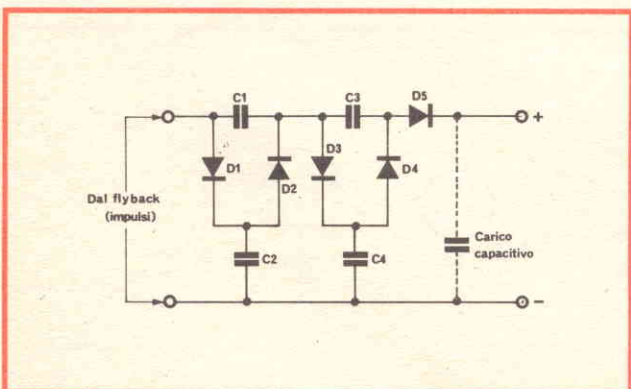 C1
C3
D5
+
D1
D2
D3
D4
Dal flyback
(impulsi)
C2
C4
Carico
capacitivo
-